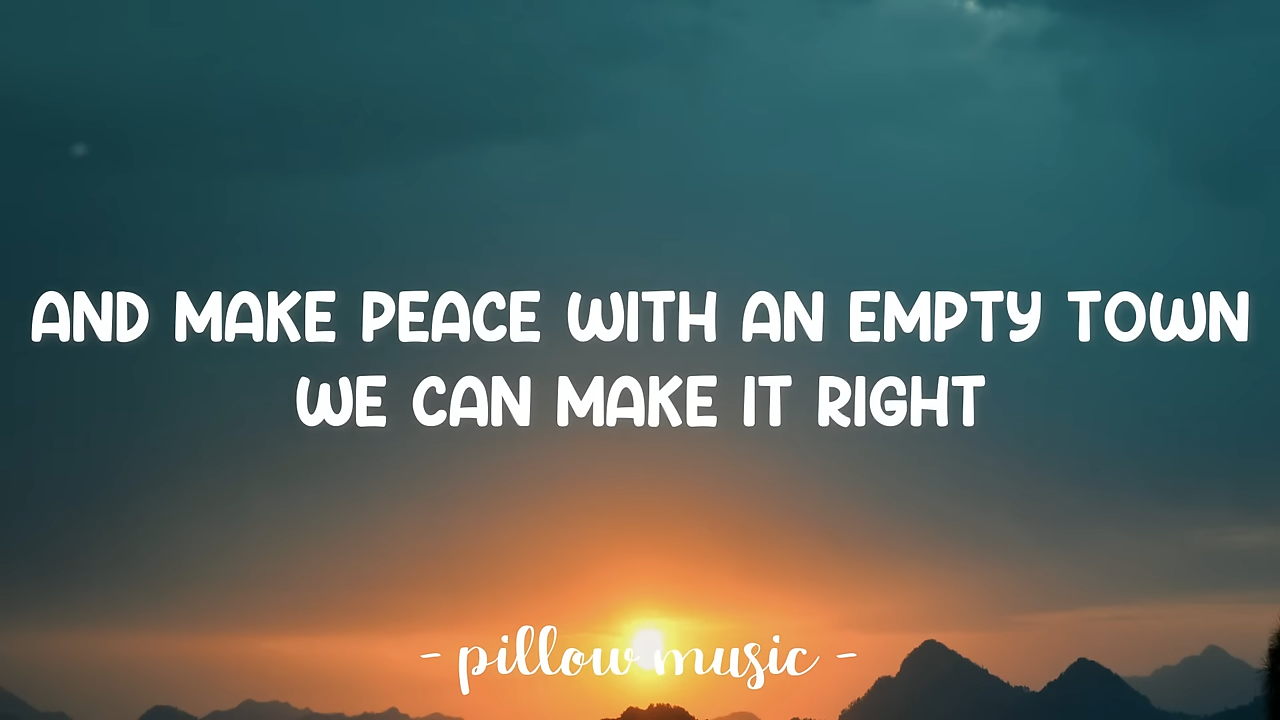 AND MAKE PEACE WITH AN EMPTY TOWN
WE CAN MAKE IT RIGHT
- pillow music -